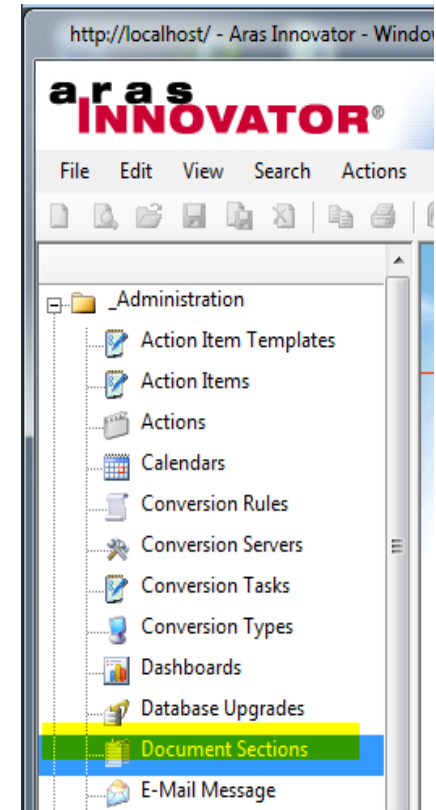 http://localhost/ - Aras Innovator - Windo
aras
INNOVATOR®
File Edit View Search Actions
_Administration
Action Item Templates
Action Items
Actions
Calendars
Conversion Rules
Conversion Servers
Conversion Tasks
Conversion Types
Dashboards
Database Upgrades
Document Sections
E-Mail Message